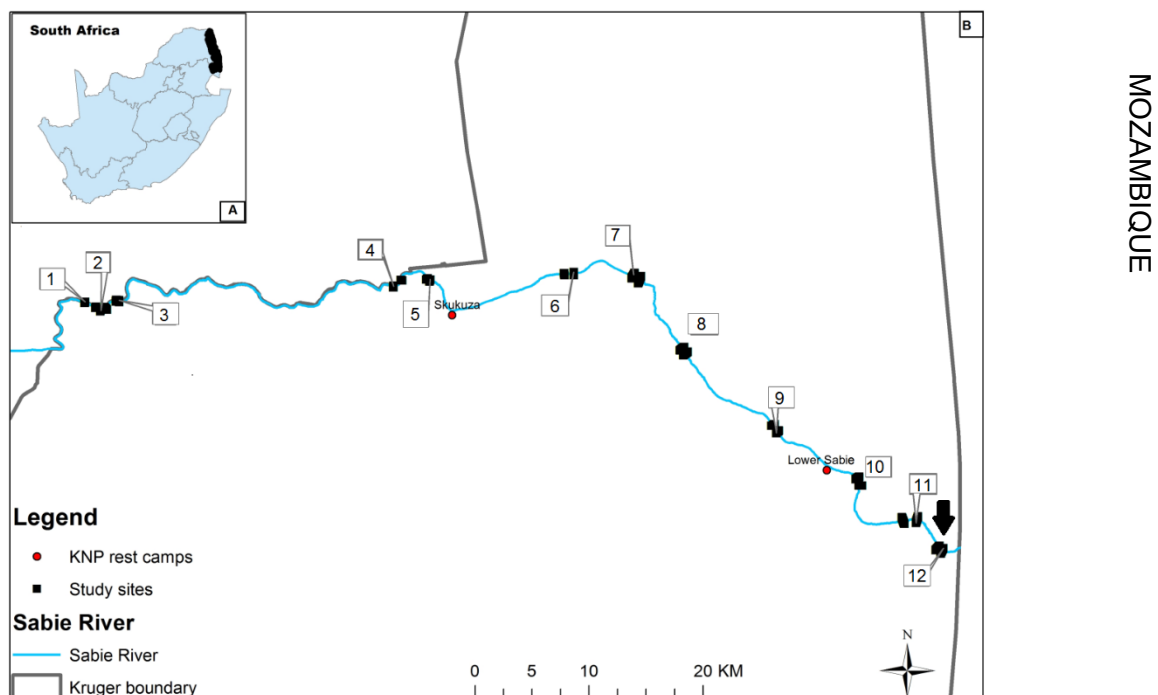 South Africa
A
B
MOZAMBIQUE
1
2
3
4
5
6
7
8
9
10
11
12
Skukuza
Lower Sabie
Legend
KNP rest camps
Study sites
Sabie River
Sabie River
Kruger boundary
0 5 10 20 KM
N